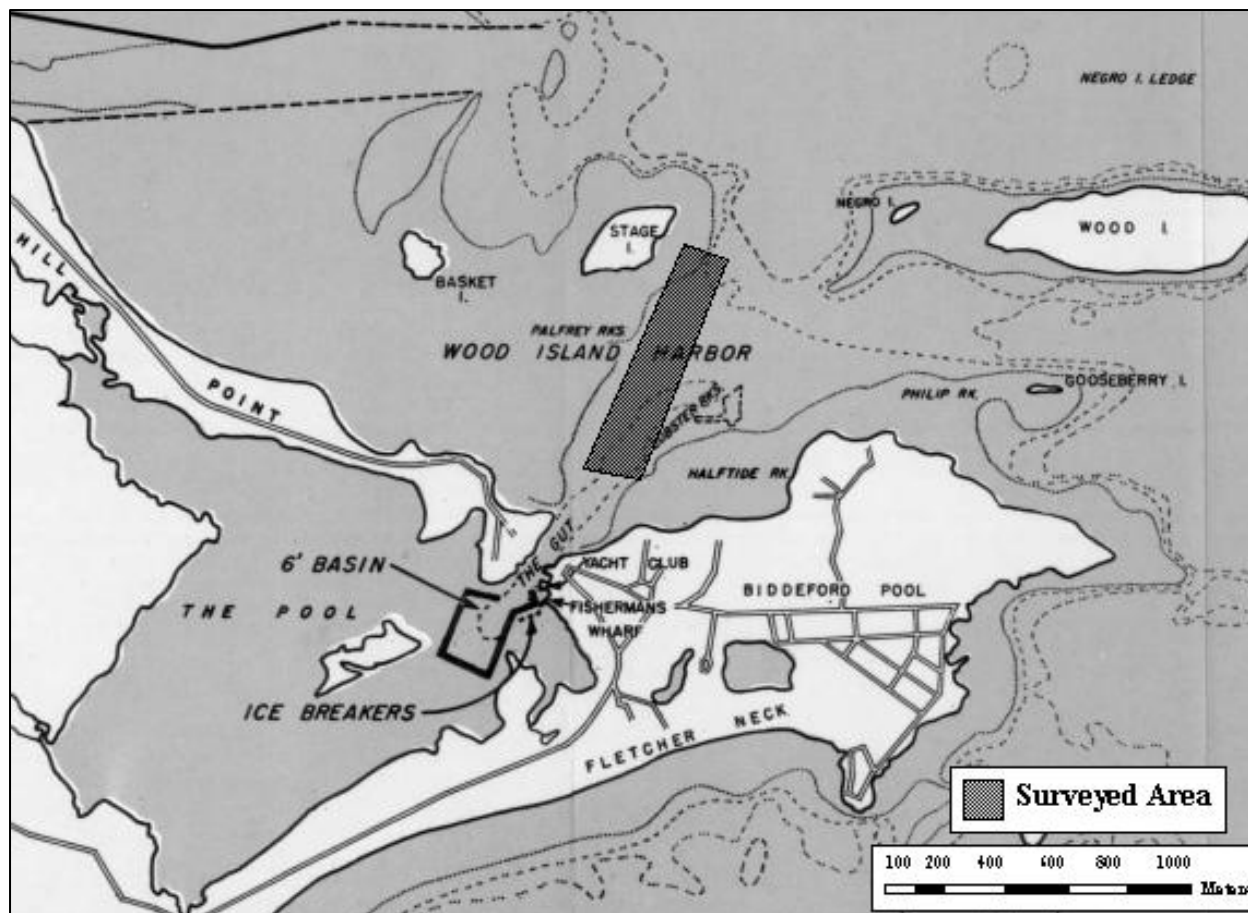 NEGRO I. LEDGE
NEGRO I.
WOOD I.
STAGE
I.
BASKET
I.
HILL
POINT
PALFREY RKS.
WOOD ISLAND HARBOR
GOOSEBERRY I.
PHILIP RK.
LOBSTER RKS.
HALFTIDE RK.
THE GUT
6' BASIN
YACHT CLUB
BIDDEFORD POOL
THE POOL
FISHERMANS
WHARF
ICE BREAKERS
FLETCHER NECK
Surveyed Area
100 200 400 600 800 1000